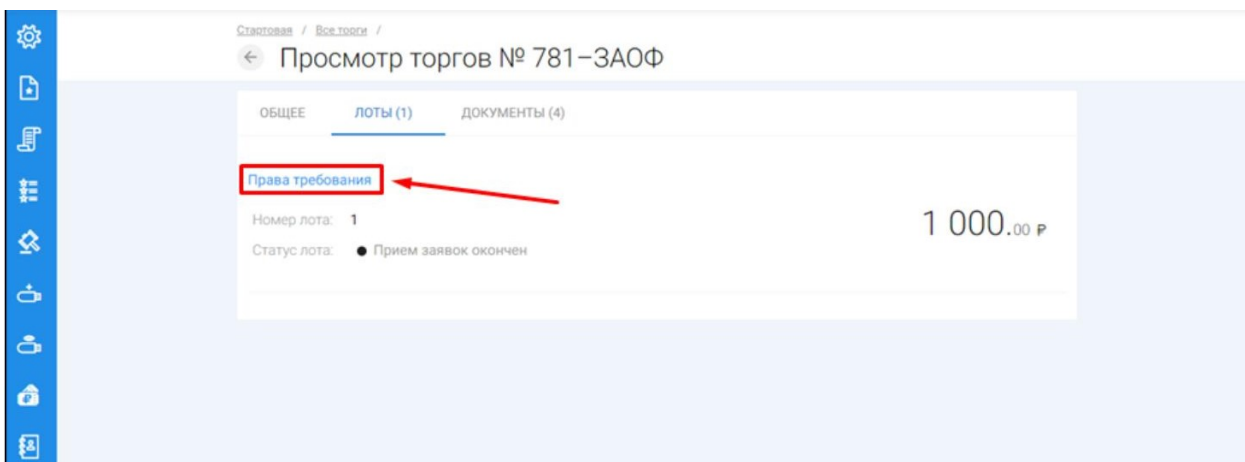 Стартовая / Все торги /
Просмотр торгов № 781-ЗАОФ
ОБЩЕЕ ЛОТЫ (1) ДОКУМЕНТЫ (4)
Права требования
Номер лота: 1
1 000.00 ₽
Статус лота: Прием заявок окончен